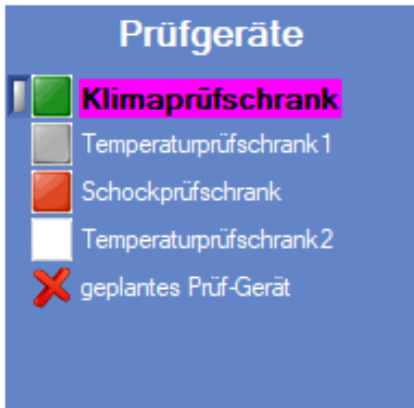 Prüfgeräte
Klimaprüfschrank
Temperaturprüfschrank1
Schockprüfschrank
Temperaturprüfschrank2
geplantes Prüf-Gerät